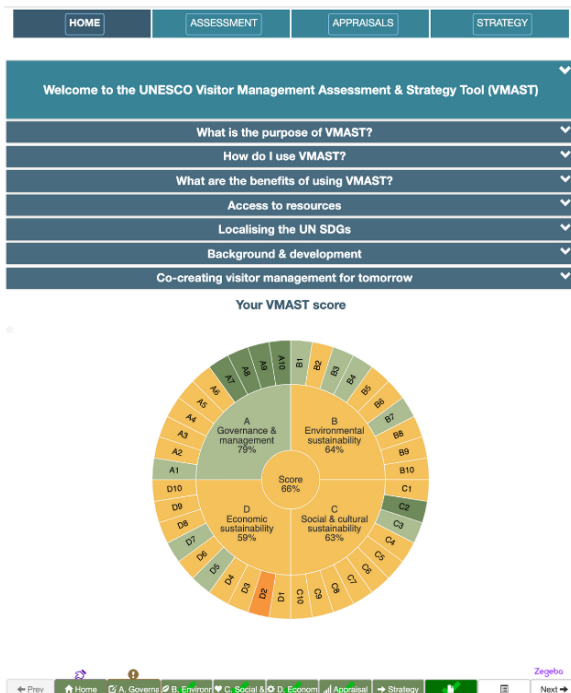 HOME
ASSESSMENT
APPRAISALS
STRATEGY
Welcome to the UNESCO Visitor Management Assessment & Strategy Tool (VMAST)
What is the purpose of VMAST?
How do I use VMAST?
What are the benefits of using VMAST?
Access to resources
Localising the UN SDGs
Background & development
Co-creating visitor management for tomorrow
Your VMAST score
A1
A2
A3
A4
A5
A6
A7
A8
A9
A10
B1
B2
B3
B4
B5
B6
B7
B8
B9
B10
C1
C2
C3
C4
C5
C6
C7
C8
C9
C10
D1
D2
D3
D4
D5
D6
D7
D8
D9
D10
A
Governance &
management
79%
B
Environmental
sustainability
64%
Score
66%
D
Economic
sustainability
59%
C
Social & cultural
sustainability
63%
Zegeba
Prev
Home
A. Governa
B. Environr
C. Social &
D. Econom
Appraisal
Strategy
Next